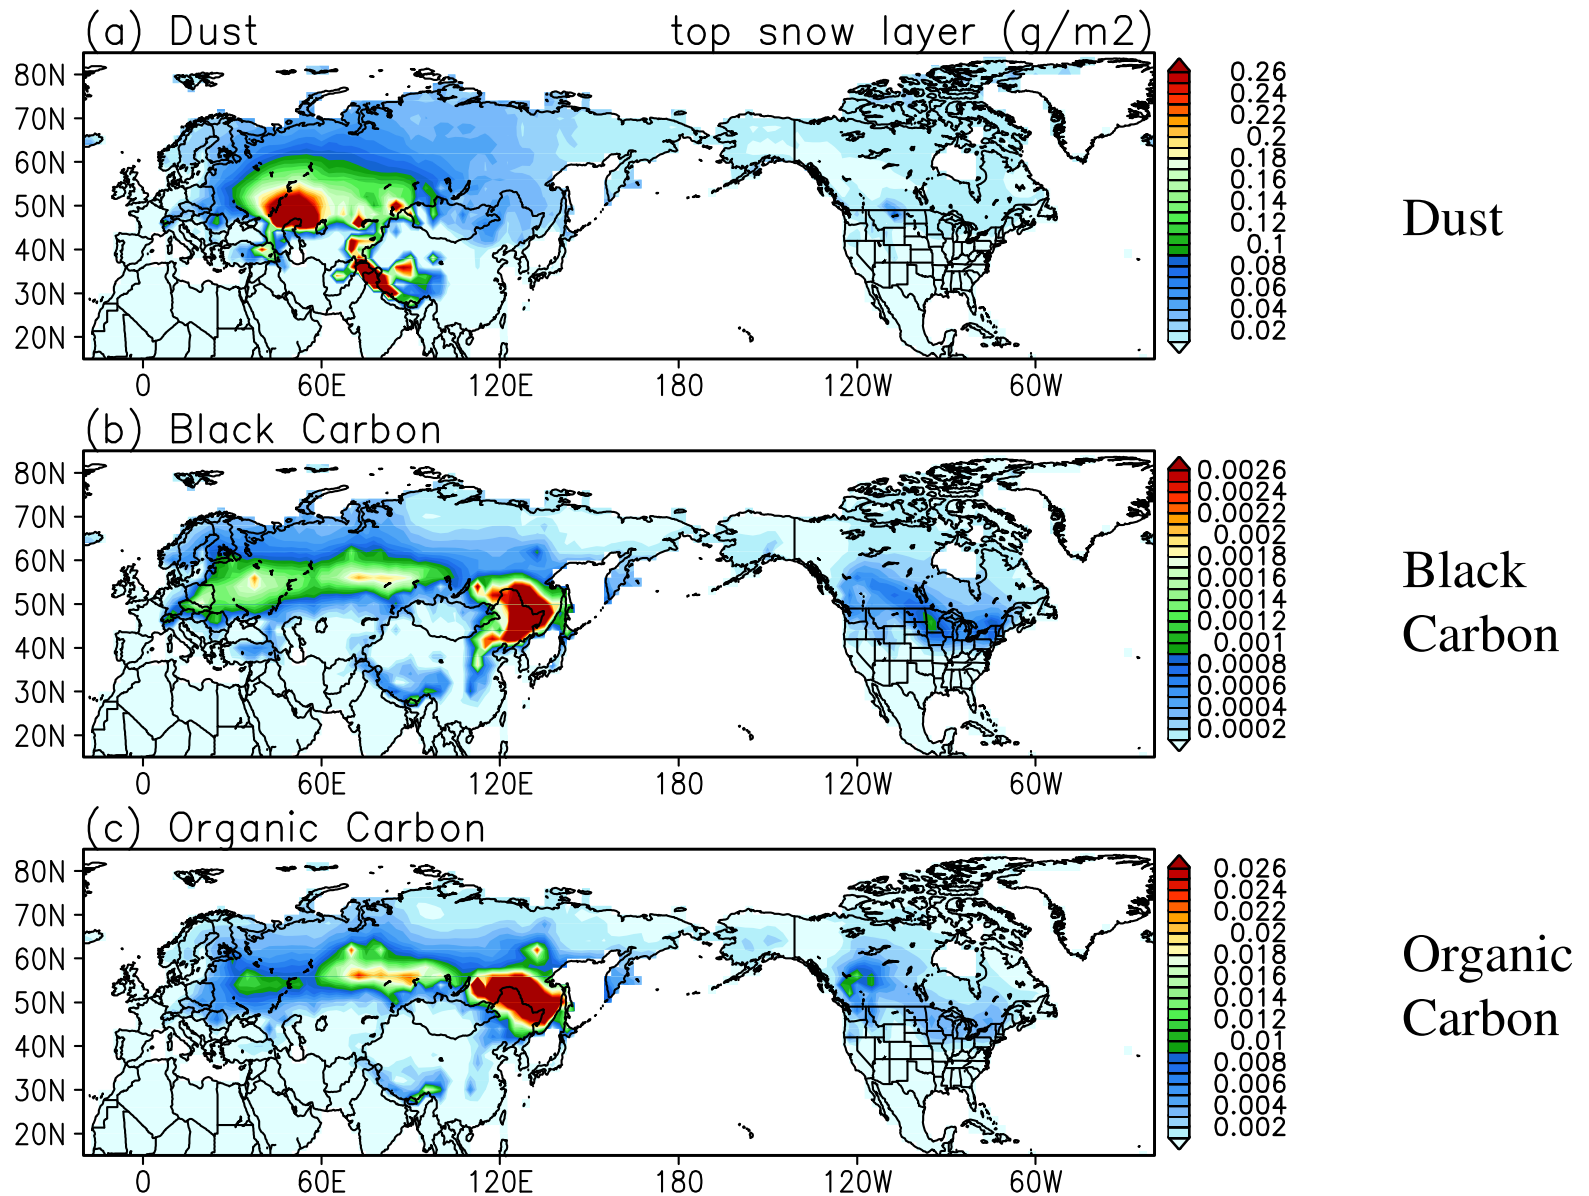 (a) Dust top snow layer (g/m2)
80N
70N
60N
50N
40N
30N
20N
0 60E 120E 180 120W 60W
0.26
0.24
0.22
0.2
0.18
0.16
0.14
0.12
0.1
0.08
0.06
0.04
0.02
Dust
(b) Black Carbon
80N
70N
60N
50N
40N
30N
20N
0 60E 120E 180 120W 60W
0.0026
0.0024
0.0022
0.002
0.0018
0.0016
0.0014
0.0012
0.001
0.0008
0.0006
0.0004
0.0002
Black
Carbon
(c) Organic Carbon
80N
70N
60N
50N
40N
30N
20N
0 60E 120E 180 120W 60W
0.026
0.024
0.022
0.02
0.018
0.016
0.014
0.012
0.01
0.008
0.006
0.004
0.002
Organic
Carbon